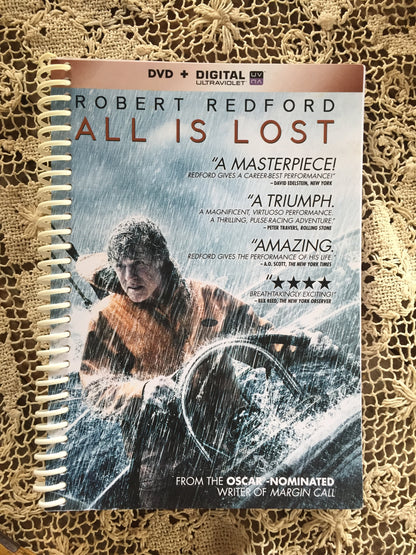 DVD + DIGITAL UV
ULTRAVIOLET
ROBERT REDFORD
ALL IS LOST
"A MASTERPIECE!
REDFORD GIVES A CAREER-BEST PERFORMANCE!"
– DAVID EDELSTEIN, NEW YORK
"A TRIUMPH.
A MAGNIFICENT, VIRTUOSO PERFORMANCE.
A THRILLING, PULSE-RACING ADVENTURE."
– PETER TRAVERS, ROLLING STONE
"AMAZING.
REDFORD GIVES THE PERFORMANCE OF HIS LIFE."
– A.O. SCOTT, THE NEW YORK TIMES
"★★★★
BREATHTAKINGLY EXCITING!"
– REX REED, THE NEW YORK OBSERVER
FROM THE OSCAR®-NOMINATED
WRITER OF MARGIN CALL